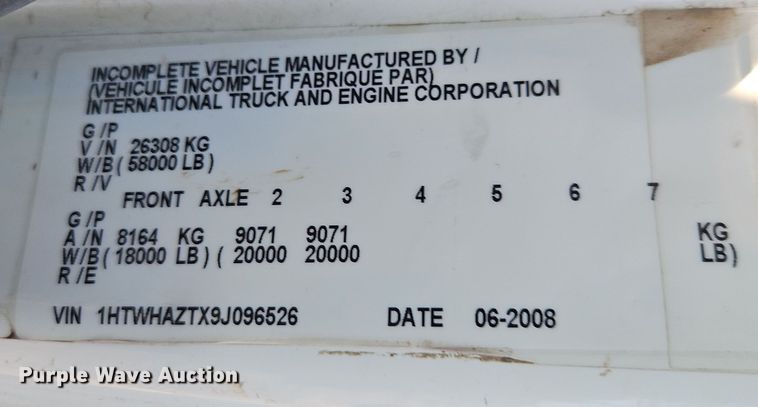 INCOMPLETE VEHICLE MANUFACTURED BY /
(VEHICULE INCOMPLET FABRIQUE PAR)
INTERNATIONAL TRUCK AND ENGINE CORPORATION
G /P
V /N 26308 KG
W/B( 58000 LB )
R /V
FRONT AXLE 2 3 4 5 6 7
G /P
A /N 8164 KG 9071 9071 KG
W/B( 18000 LB ) ( 20000 20000 LB)
R /E
VIN 1HTWHAZTX9J096526 DATE 06-2008
Purple Wave Auction